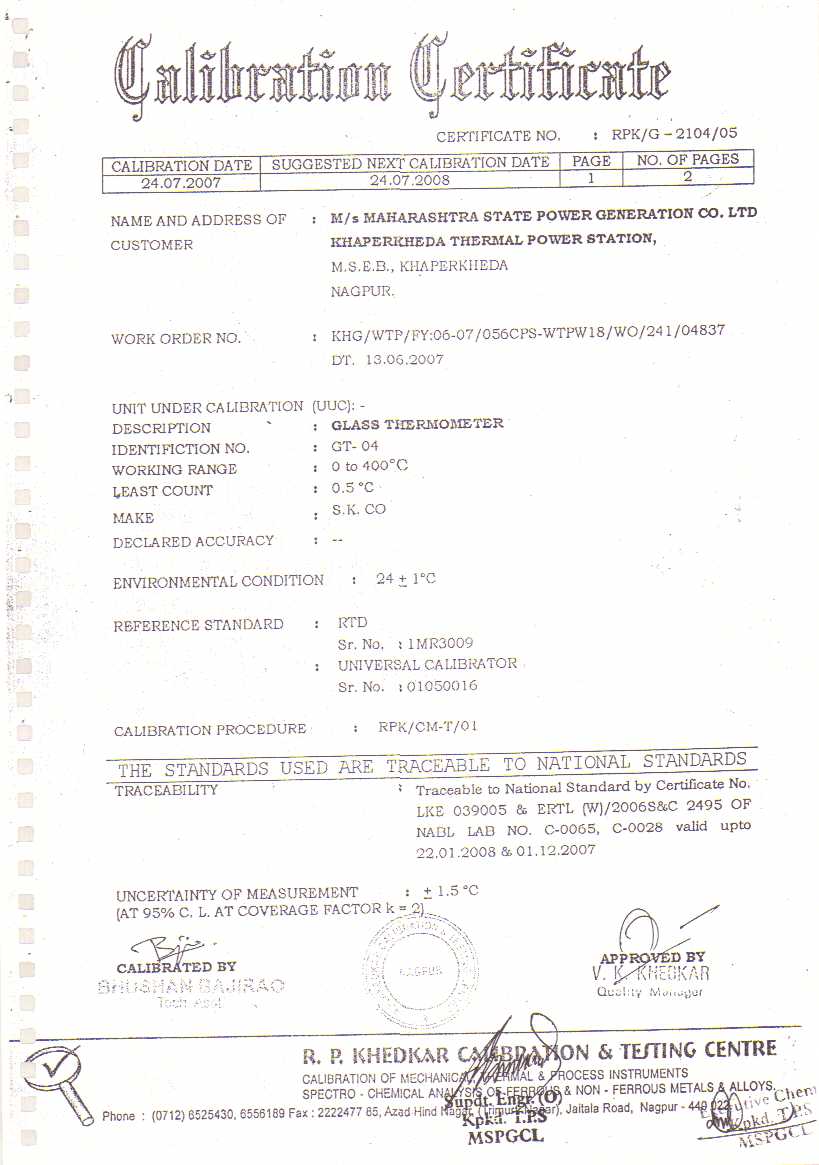 Calibration Certificate
CERTIFICATE NO. : RPK/G - 2104/05
CALIBRATION DATE SUGGESTED NEXT CALIBRATION DATE PAGE NO. OF PAGES
24.07.2007 24.07.2008 1 2
NAME AND ADDRESS OF : M/s MAHARASHTRA STATE POWER GENERATION CO. LTD
CUSTOMER KHAPERKHEDA THERMAL POWER STATION,
M.S.E.B., KHAPERKHEDA
NAGPUR.
WORK ORDER NO. : KHG/WTP/FY:06-07/056CPS-WTPW18/WO/241/04837
DT. 13.06.2007
UNIT UNDER CALIBRATION (UUC): -
DESCRIPTION : GLASS THERMOMETER
IDENTIFICTION NO. : GT- 04
WORKING RANGE : 0 to 400°C
LEAST COUNT : 0.5 °C
MAKE : S.K. CO
DECLARED ACCURACY : --
ENVIRONMENTAL CONDITION : 24 ± 1°C
REFERENCE STANDARD : RTD
Sr. No. : 1MR3009
: UNIVERSAL CALIBRATOR
Sr. No. : 01050016
CALIBRATION PROCEDURE : RPK/CM-T/01
THE STANDARDS USED ARE TRACEABLE TO NATIONAL STANDARDS
TRACEABILITY : Traceable to National Standard by Certificate No.
LKE 039005 & ERTL (W)/2006S&C 2495 OF
NABL LAB NO. C-0065, C-0028 valid upto
22.01.2008 & 01.12.2007
UNCERTAINTY OF MEASUREMENT : ± 1.5 °C
(AT 95% C. L. AT COVERAGE FACTOR k = 2)
NAGPUR
CALIBRATED BY
BHUSHAN BAJIRAO
Tech Asst
APPROVED BY
V. K. KHEDKAR
Quality Manager
R. P. KHEDKAR CALIBRATION & TESTING CENTRE
CALIBRATION OF MECHANICAL, THERMAL & PROCESS INSTRUMENTS
SPECTRO - CHEMICAL ANALYSIS OF FERROUS & NON - FERROUS METALS & ALLOYS.
Phone : (0712) 6525430, 6556189 Fax : 2222477 65, Azad Hind Nagar, (Trimurti Nagar), Jaitala Road, Nagpur - 440 022
Supdt. Engr. (O)
Kpkd. T.P.S
MSPGCL
Executive Chem
Kpkd. T.P.S
MSPGCL